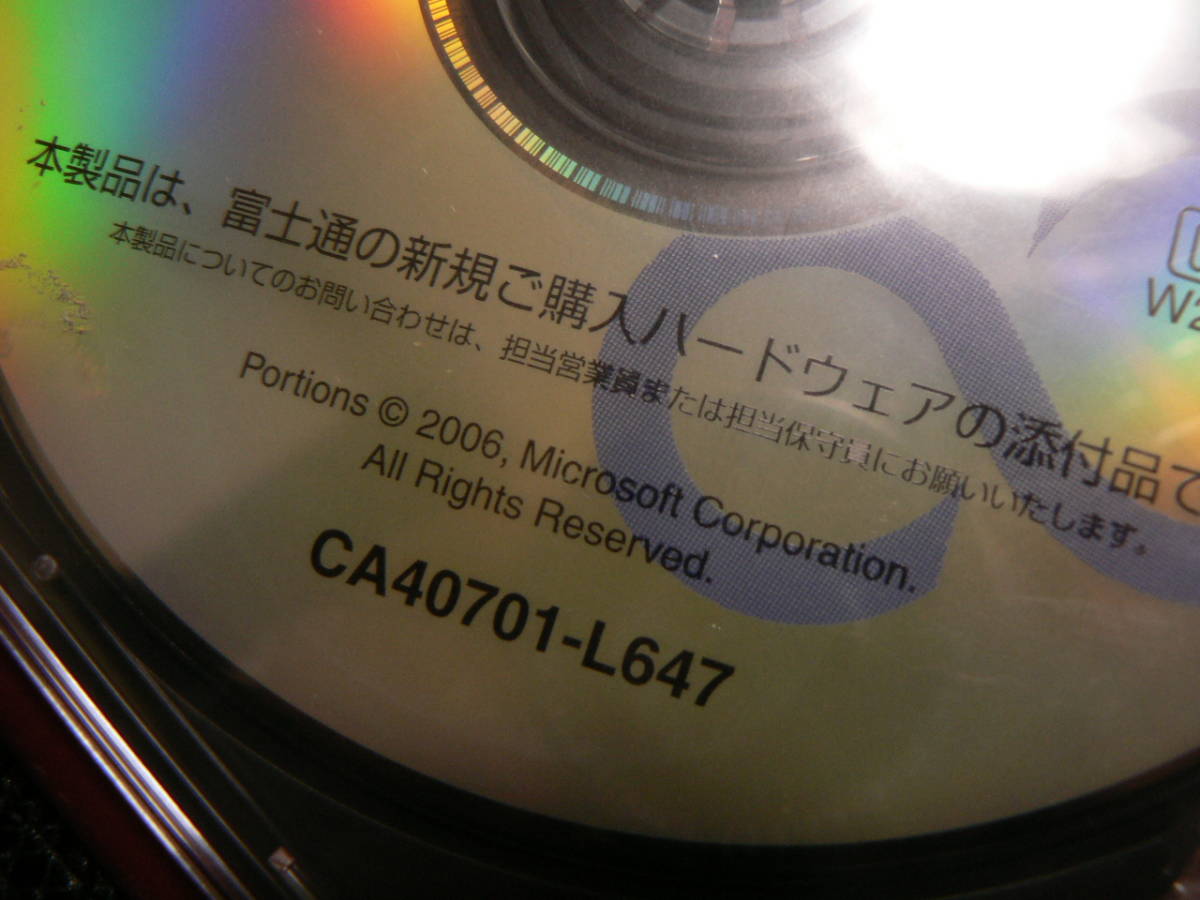 本製品は、富士通の新規ご購入ハードウェアの添付品で
本製品についてのお問い合わせは、担当営業員または担当保守員にお願いいたします。
Portions © 2006, Microsoft Corporation.
All Rights Reserved.
CA40701-L647